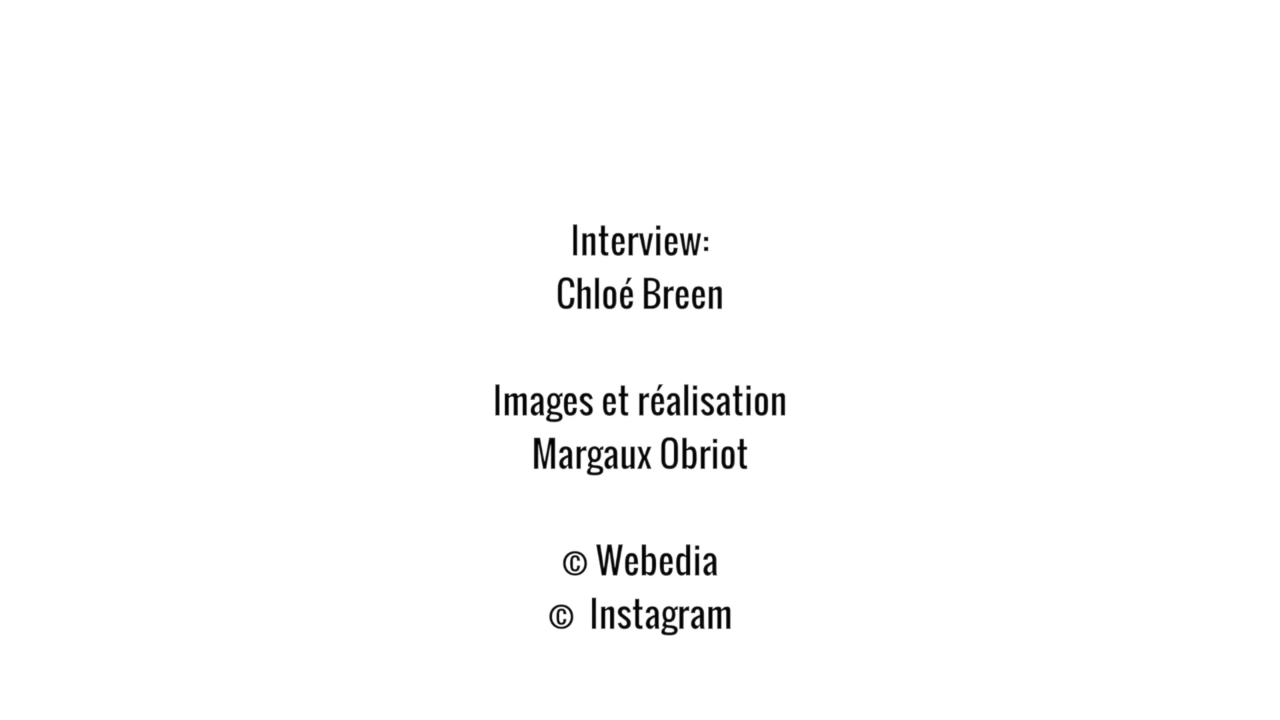 Interview:
Chloé Breen
Images et réalisation
Margaux Obriot
© Webedia
© Instagram